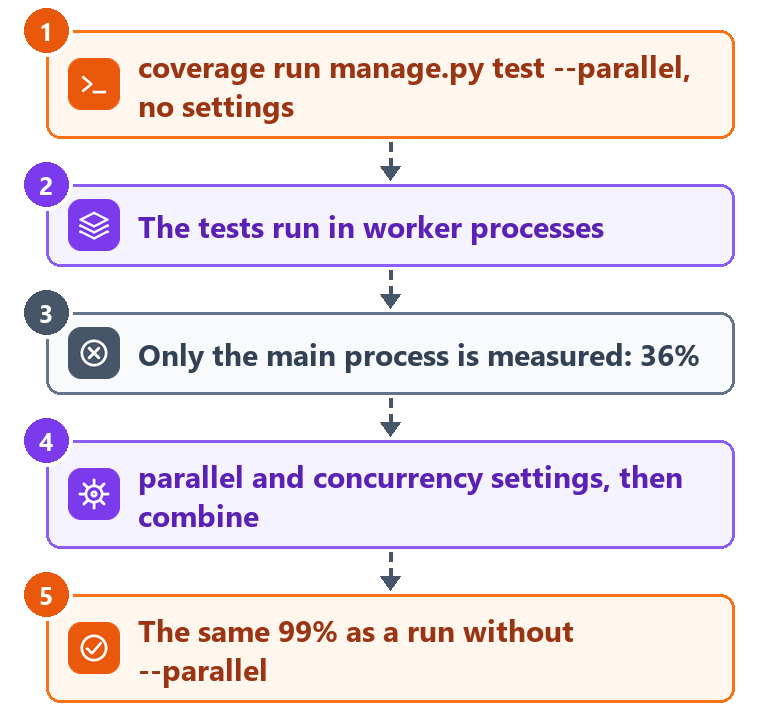 1
coverage run manage.py test --parallel,
no settings
2
The tests run in worker processes
3
Only the main process is measured: 36%
4
parallel and concurrency settings, then
combine
5
The same 99% as a run without
--parallel